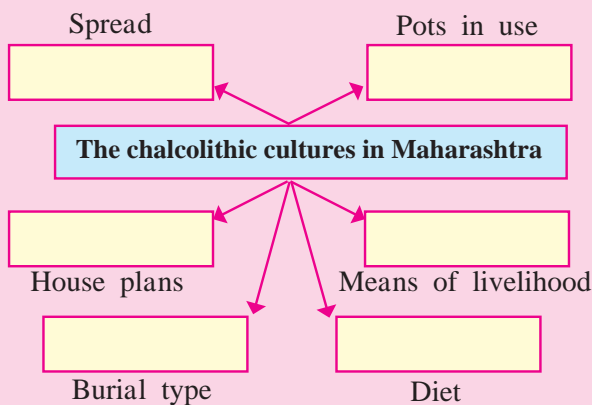 Spread
Pots in use
The chalcolithic cultures in Maharashtra
House plans
Means of livelihood
Burial type
Diet